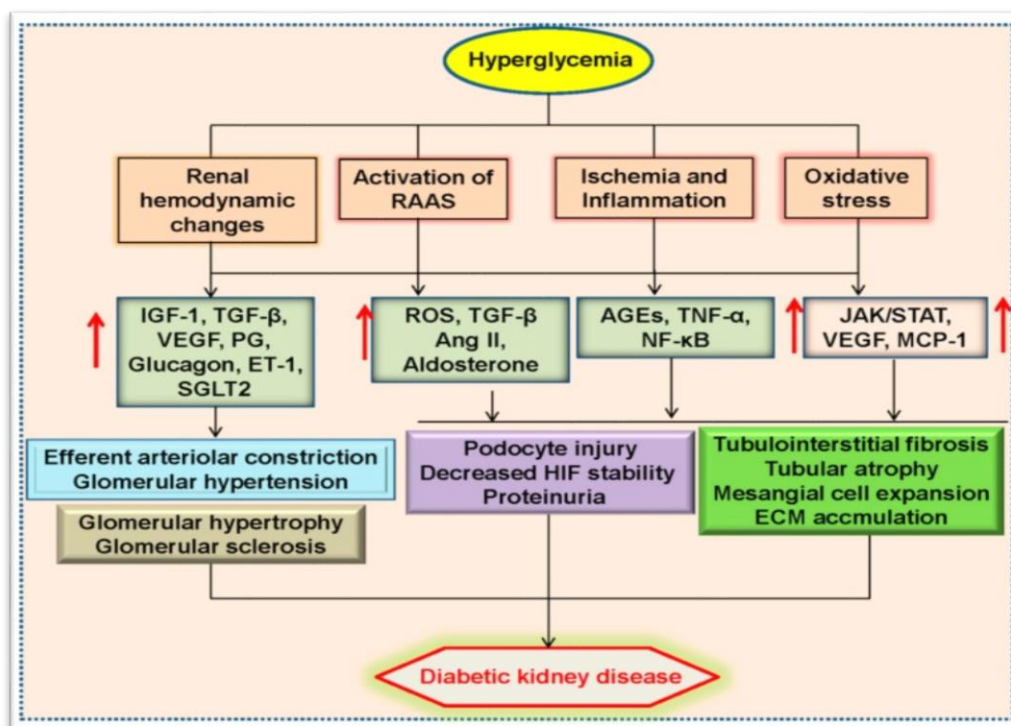 Hyperglycemia
Renal
hemodynamic
changes
Activation of
RAAS
Ischemia and
Inflammation
Oxidative
stress
IGF-1, TGF-β,
VEGF, PG,
Glucagon, ET-1,
SGLT2
ROS, TGF-β
Ang II,
Aldosterone
AGEs, TNF-α,
NF-κB
JAK/STAT,
VEGF, MCP-1
Efferent arteriolar constriction
Glomerular hypertension
Glomerular hypertrophy
Glomerular sclerosis
Podocyte injury
Decreased HIF stability
Proteinuria
Tubulointerstitial fibrosis
Tubular atrophy
Mesangial cell expansion
ECM accmulation
Diabetic kidney disease